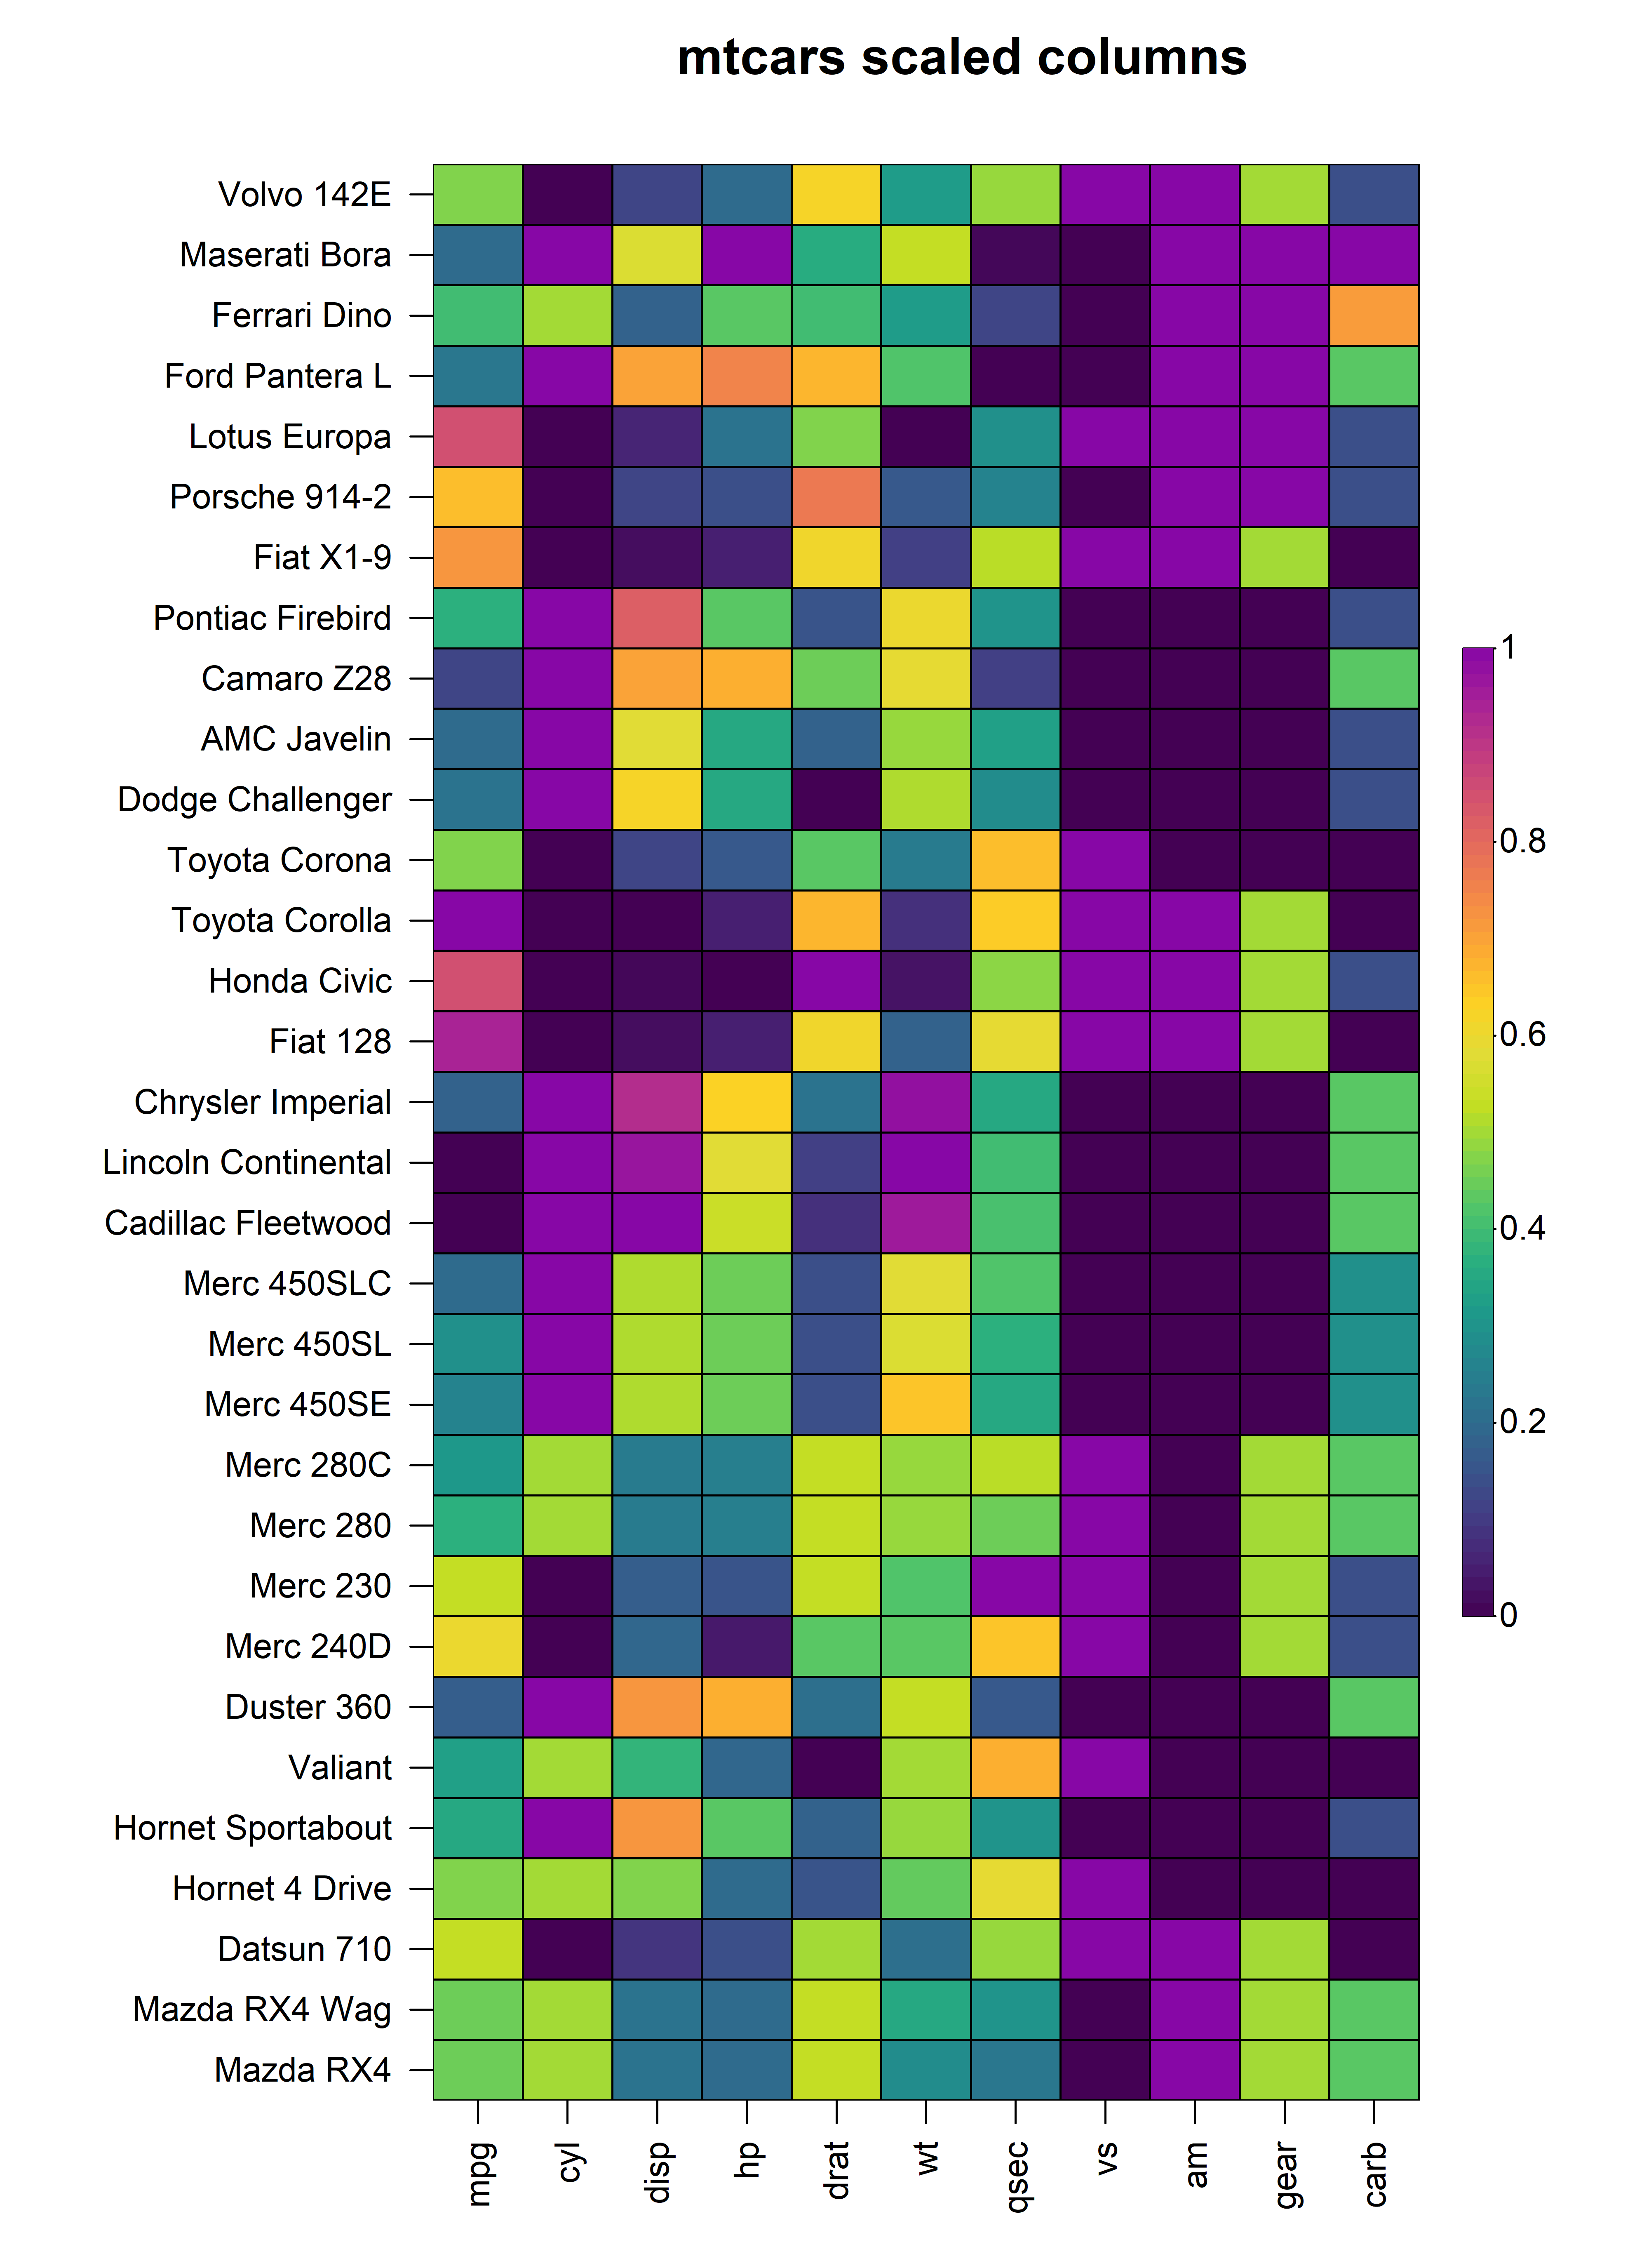 mtcars scaled columns
Volvo 142E
Maserati Bora
Ferrari Dino
Ford Pantera L
Lotus Europa
Porsche 914-2
Fiat X1-9
Pontiac Firebird
Camaro Z28
AMC Javelin
Dodge Challenger
Toyota Corona
Toyota Corolla
Honda Civic
Fiat 128
Chrysler Imperial
Lincoln Continental
Cadillac Fleetwood
Merc 450SLC
Merc 450SL
Merc 450SE
Merc 280C
Merc 280
Merc 230
Merc 240D
Duster 360
Valiant
Hornet Sportabout
Hornet 4 Drive
Datsun 710
Mazda RX4 Wag
Mazda RX4
mpg
cyl
disp
hp
drat
wt
qsec
vs
am
gear
carb
1
0.8
0.6
0.4
0.2
0